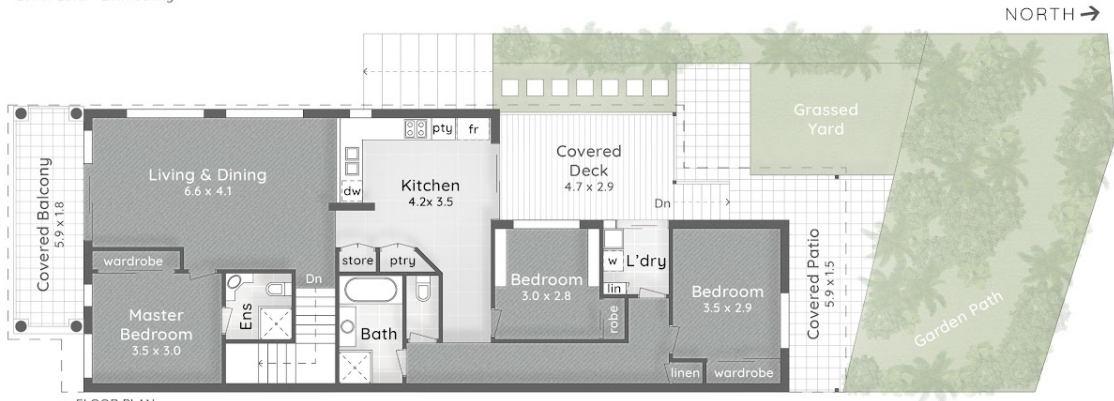 NORTH
Grassed
Yard
pty
fr
Covered
Deck
4.7 x 2.9
Living & Dining
6.6 x 4.1
Kitchen
4.2x 3.5
dw
Dn
Covered Balcony
5.9 x 1.8
wardrobe
store
ptry
w
L'dry
lin
Bedroom
3.0 x 2.8
Bedroom
3.5 x 2.9
Covered Patio
5.9 x 1.5
Dn
Master
Bedroom
3.5 x 3.0
Ens
Bath
robe
Garden Path
linen
wardrobe
FLOOR PLAN